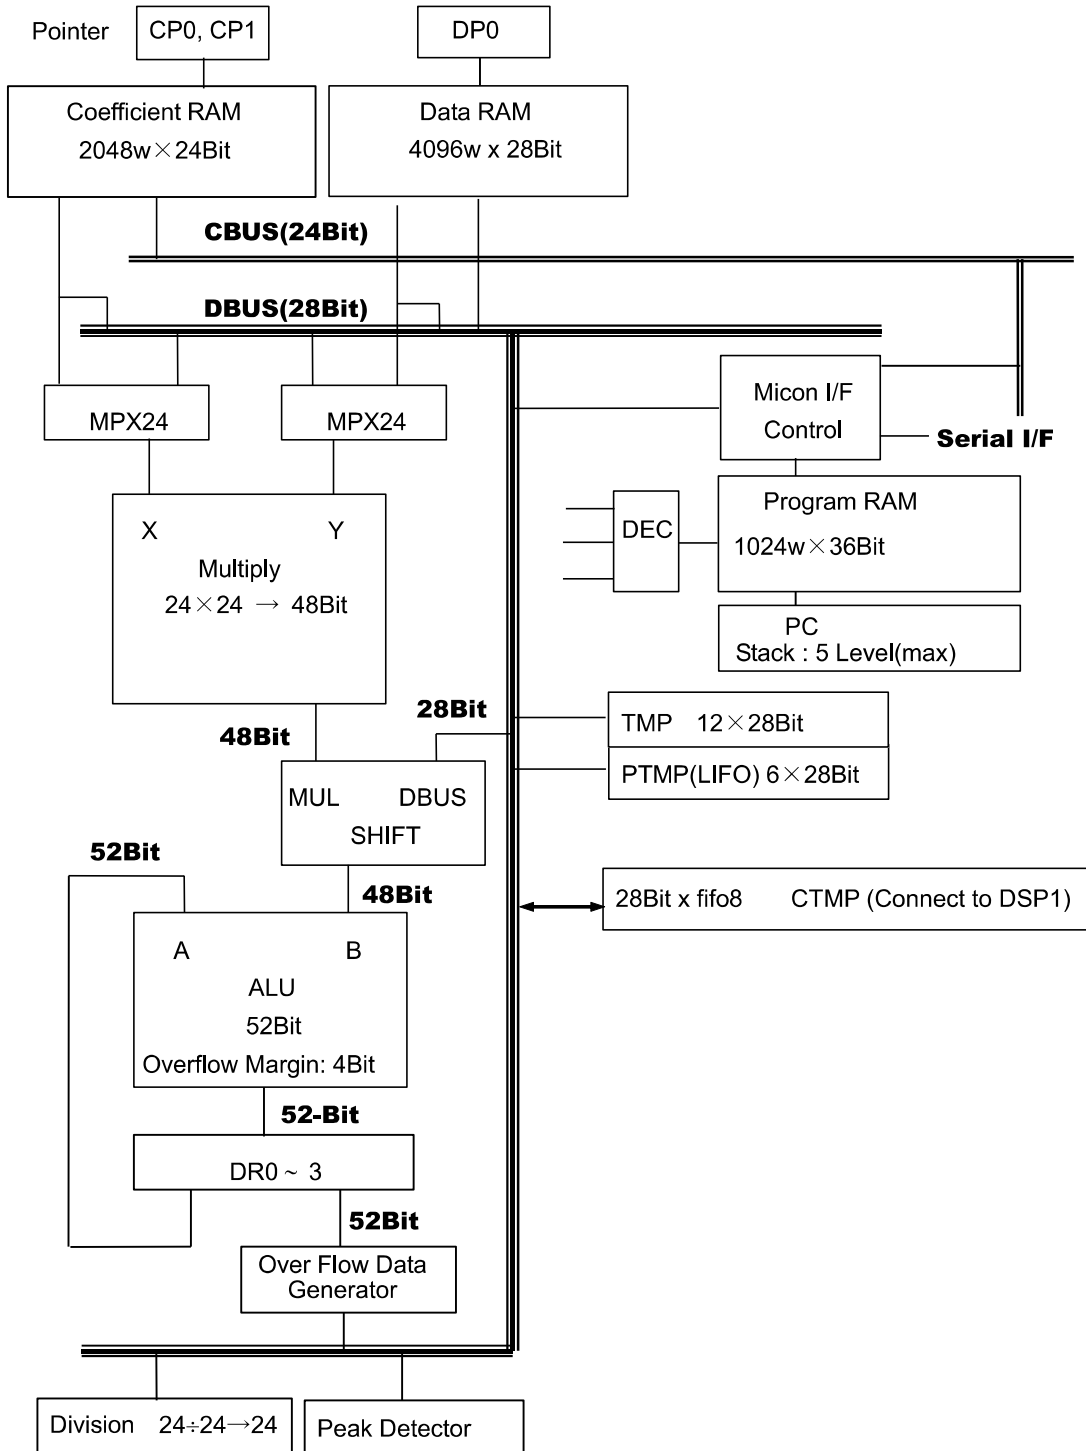 Pointer
CP0, CP1
DP0
Coefficient RAM
2048w×24Bit
Data RAM
4096w x 28Bit
CBUS(24Bit)
DBUS(28Bit)
MPX24
MPX24
Micon I/F
Control
Serial I/F
X Y
Multiply
24×24 → 48Bit
DEC
Program RAM
1024w×36Bit
PC
Stack : 5 Level(max)
48Bit
28Bit
TMP 12×28Bit
PTMP(LIFO) 6×28Bit
MUL DBUS
SHIFT
52Bit
48Bit
28Bit x fifo8 CTMP (Connect to DSP1)
A B
ALU
52Bit
Overflow Margin: 4Bit
52-Bit
DR0 ~ 3
52Bit
Over Flow Data
Generator
Division 24÷24→24
Peak Detector